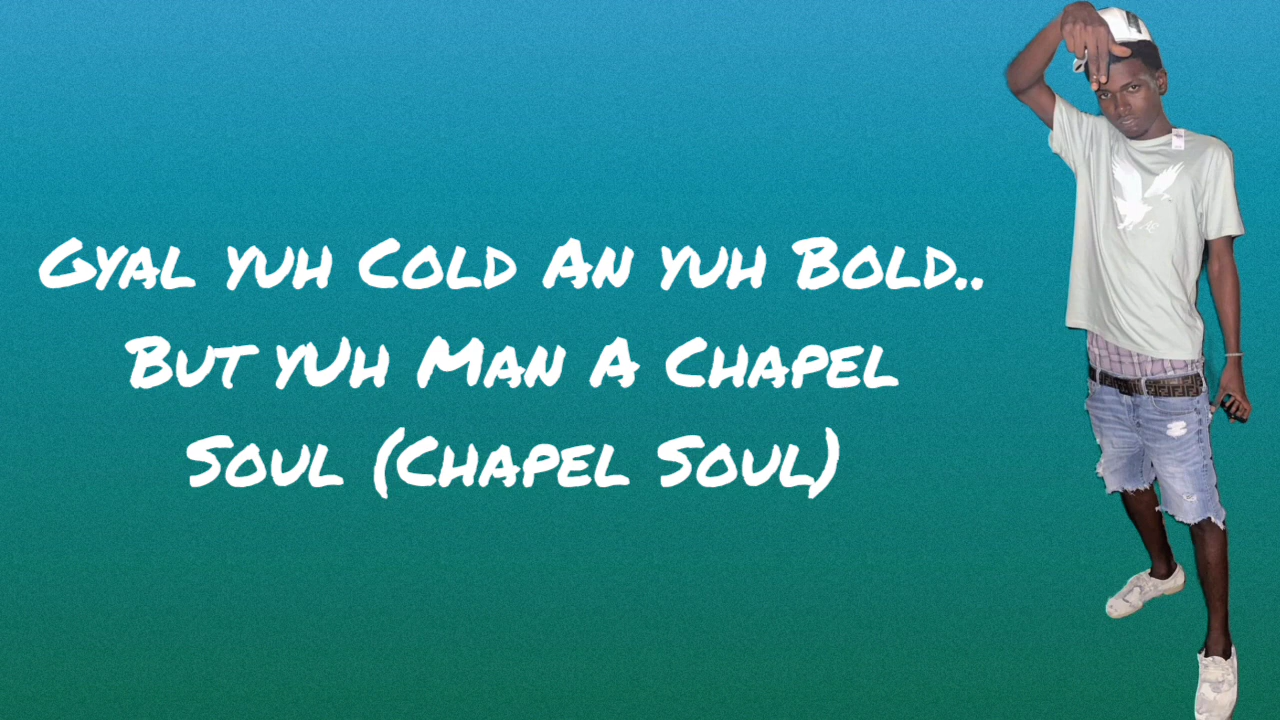 Gyal yuh Cold An yuh Bold..
But yUh Man A Chapel
Soul (Chapel Soul)